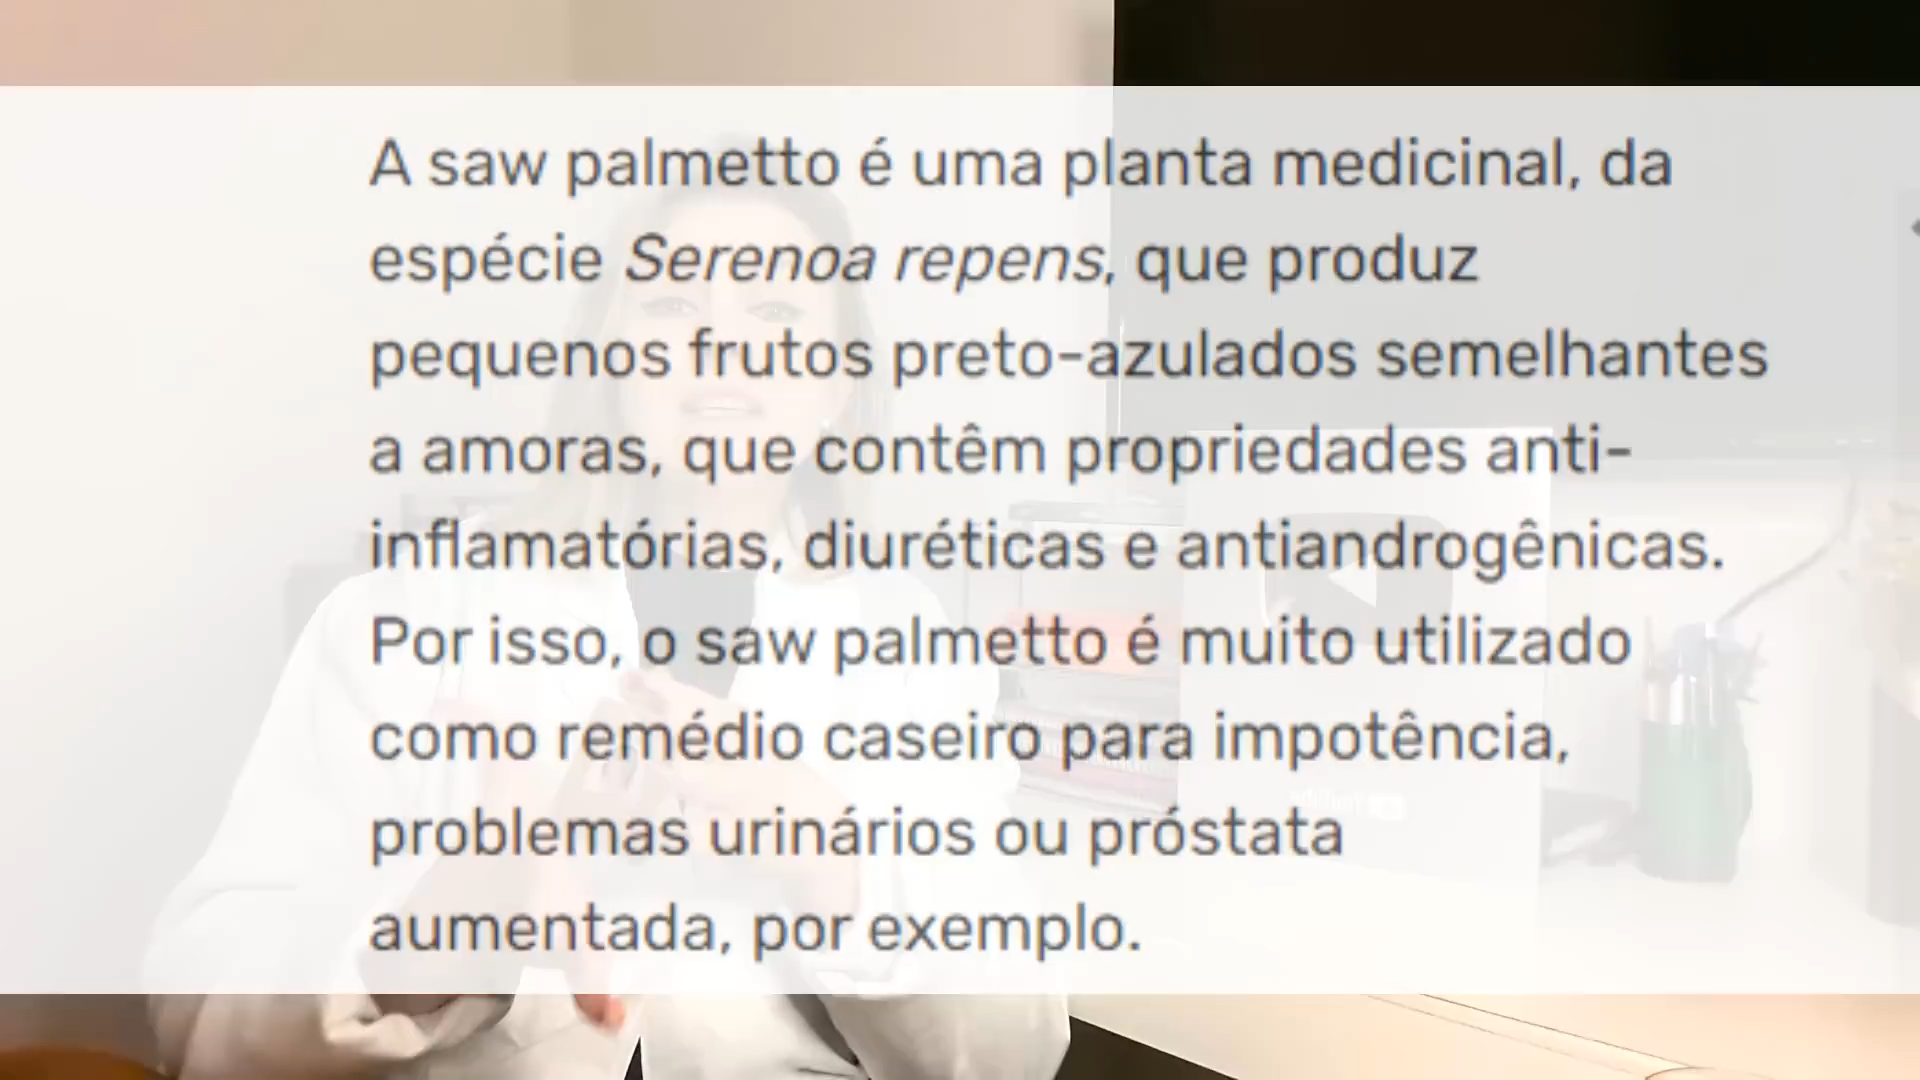 A saw palmetto é uma planta medicinal, da
espécie Serenoa repens, que produz
pequenos frutos preto-azulados semelhantes
a amoras, que contêm propriedades anti-
inflamatórias, diuréticas e antiandrogênicas.
Por isso, o saw palmetto é muito utilizado
como remédio caseiro para impotência,
problemas urinários ou próstata
aumentada, por exemplo.